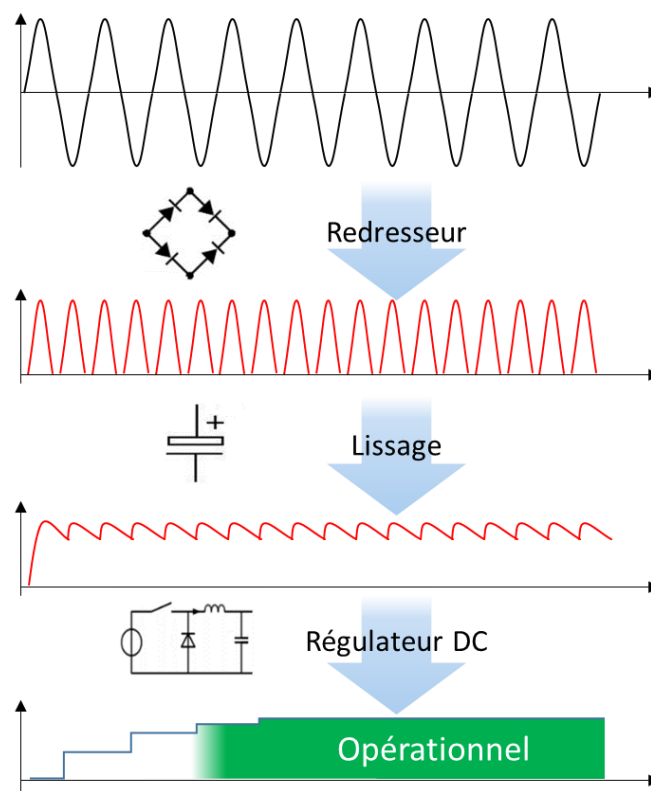 Redresseur
+
Lissage
Régulateur DC
Opérationnel